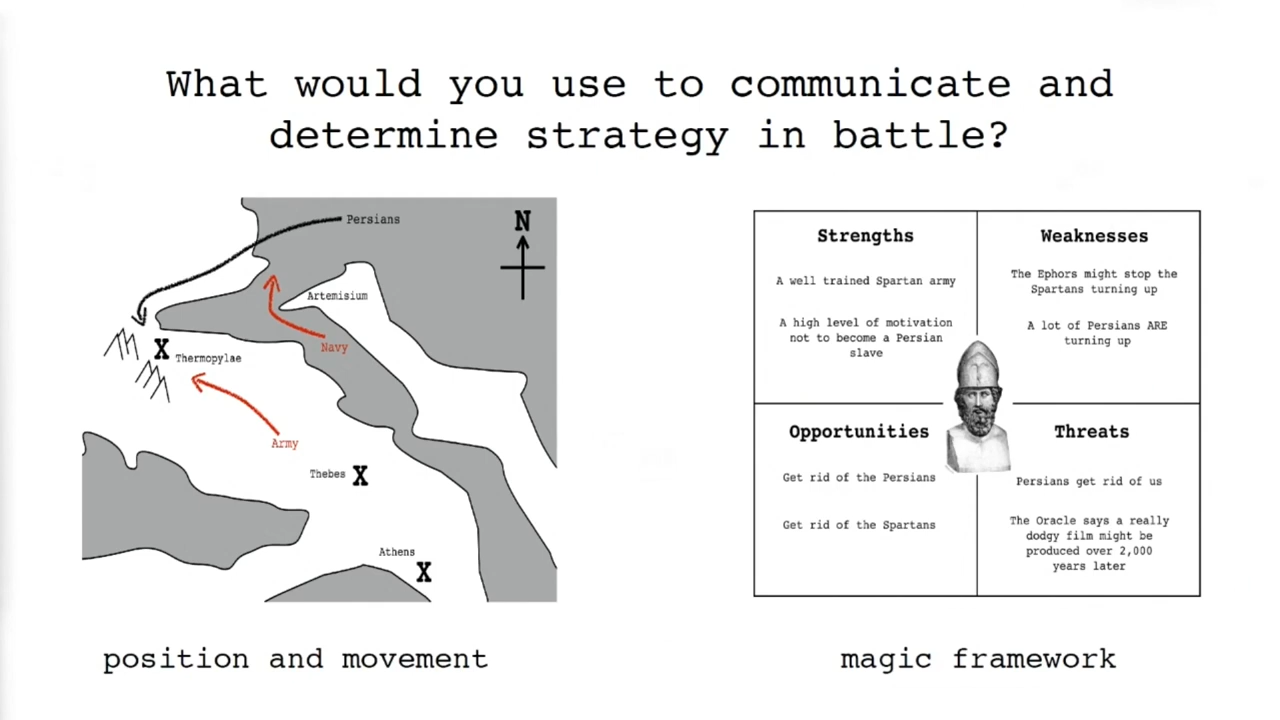 What would you use to communicate and
determine strategy in battle?
Persians
N
Artemisium
Navy
X
Thermopylae
Army
Thebes X
Athens
X
position and movement
Strengths
A well trained Spartan army
A high level of motivation
not to become a Persian
slave
Weaknesses
The Ephors might stop the
Spartans turning up
A lot of Persians ARE
turning up
Opportunities
Get rid of the Persians
Get rid of the Spartans
Threats
Persians get rid of us
The Oracle says a really
dodgy film might be
produced over 2,000
years later
magic framework